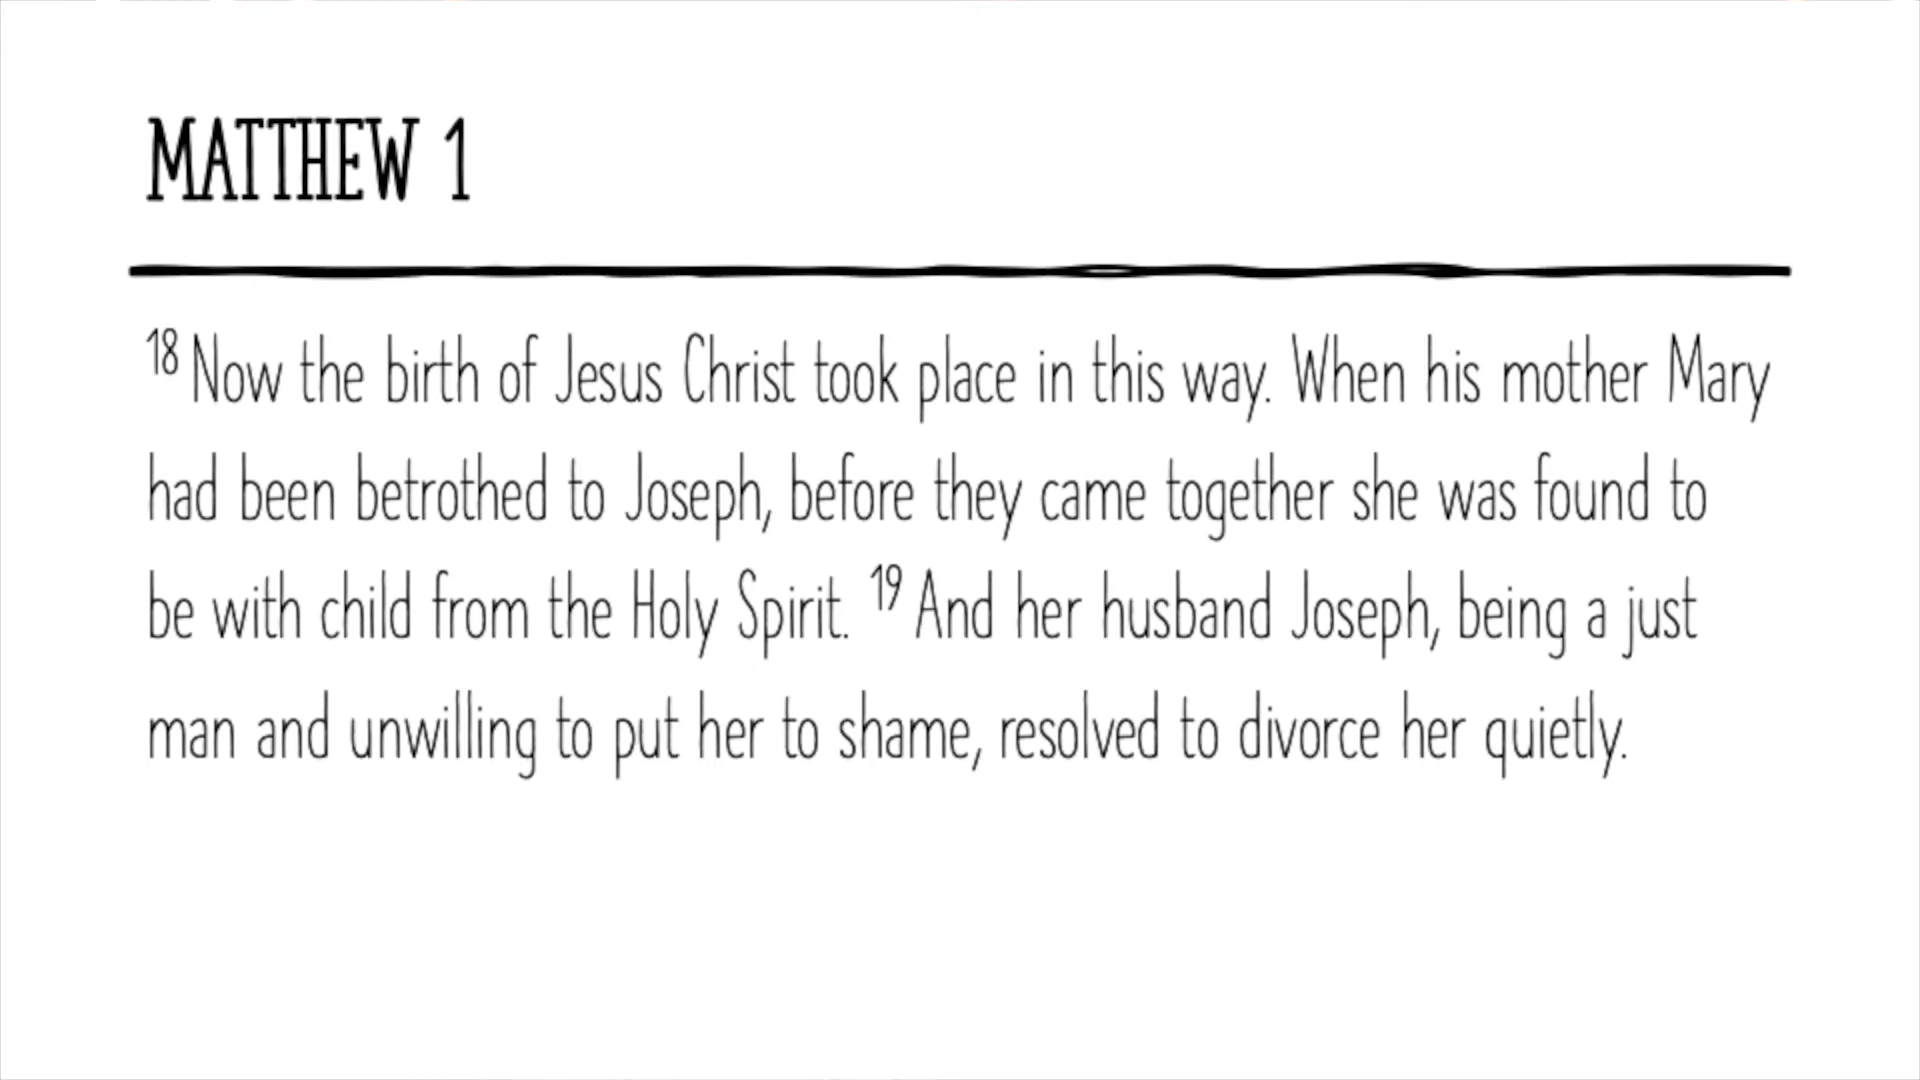 MATTHEW 1
18 Now the birth of Jesus Christ took place in this way. When his mother Mary
had been betrothed to Joseph, before they came together she was found to
be with child from the Holy Spirit. 19 And her husband Joseph, being a just
man and unwilling to put her to shame, resolved to divorce her quietly.